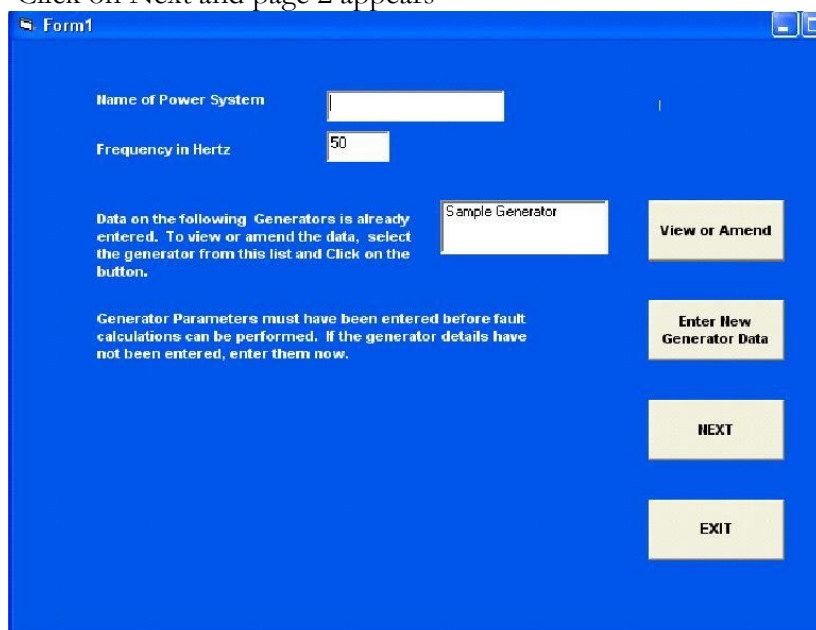 Click on Next and page 2 appears
Form1
Name of Power System
Frequency in Hertz
50
Data on the following Generators is already
entered. To view or amend the data, select
the generator from this list and Click on the
button.
Sample Generator
View or Amend
Generator Parameters must have been entered before fault
calculations can be performed. If the generator details have
not been entered, enter them now.
Enter New
Generator Data
NEXT
EXIT